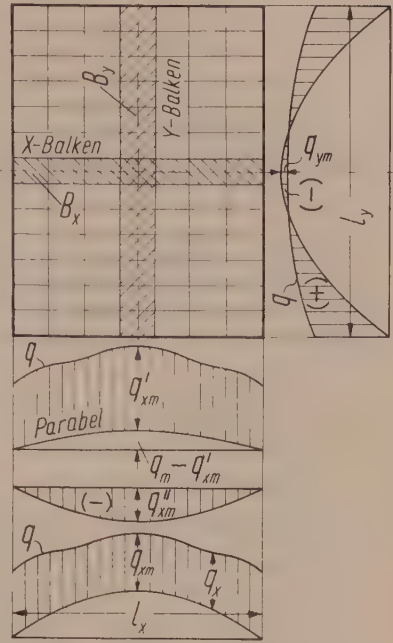 B_y
Y-Balken
X-Balken
B_x
q_ym
(−)
l_y
q
(+)
q
q'_xm
Parabel
q_m − q'_xm
(−)
q''_xm
q
q_xm
q_x
l_x